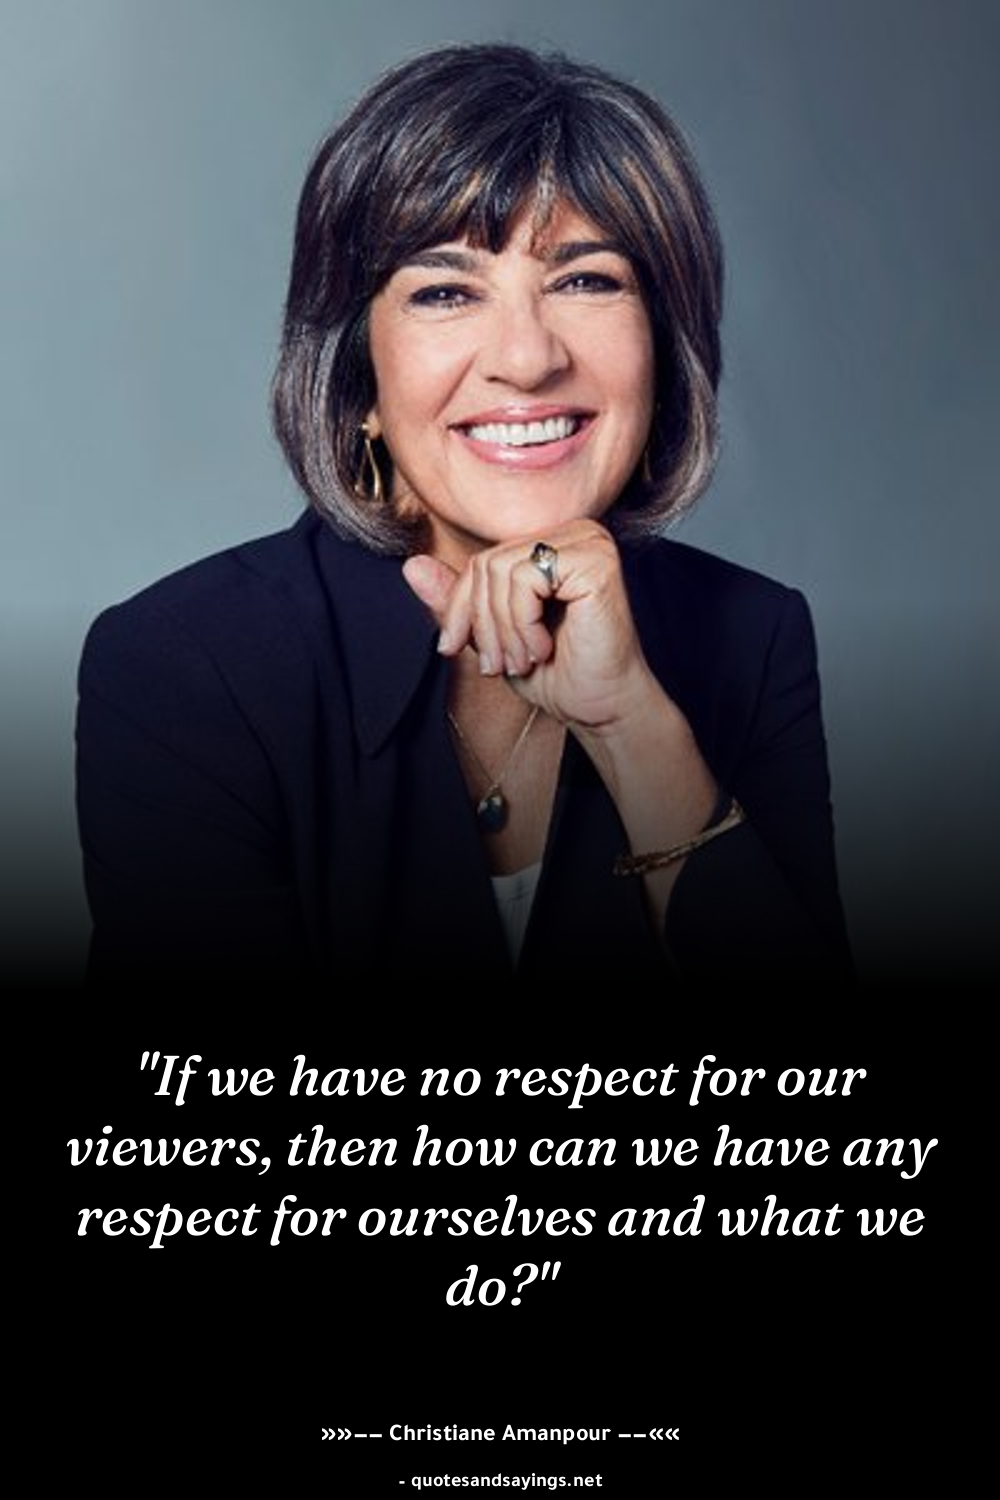 "If we have no respect for our
viewers, then how can we have any
respect for ourselves and what we
do?"
»»–– Christiane Amanpour ––««
- quotesandsayings.net